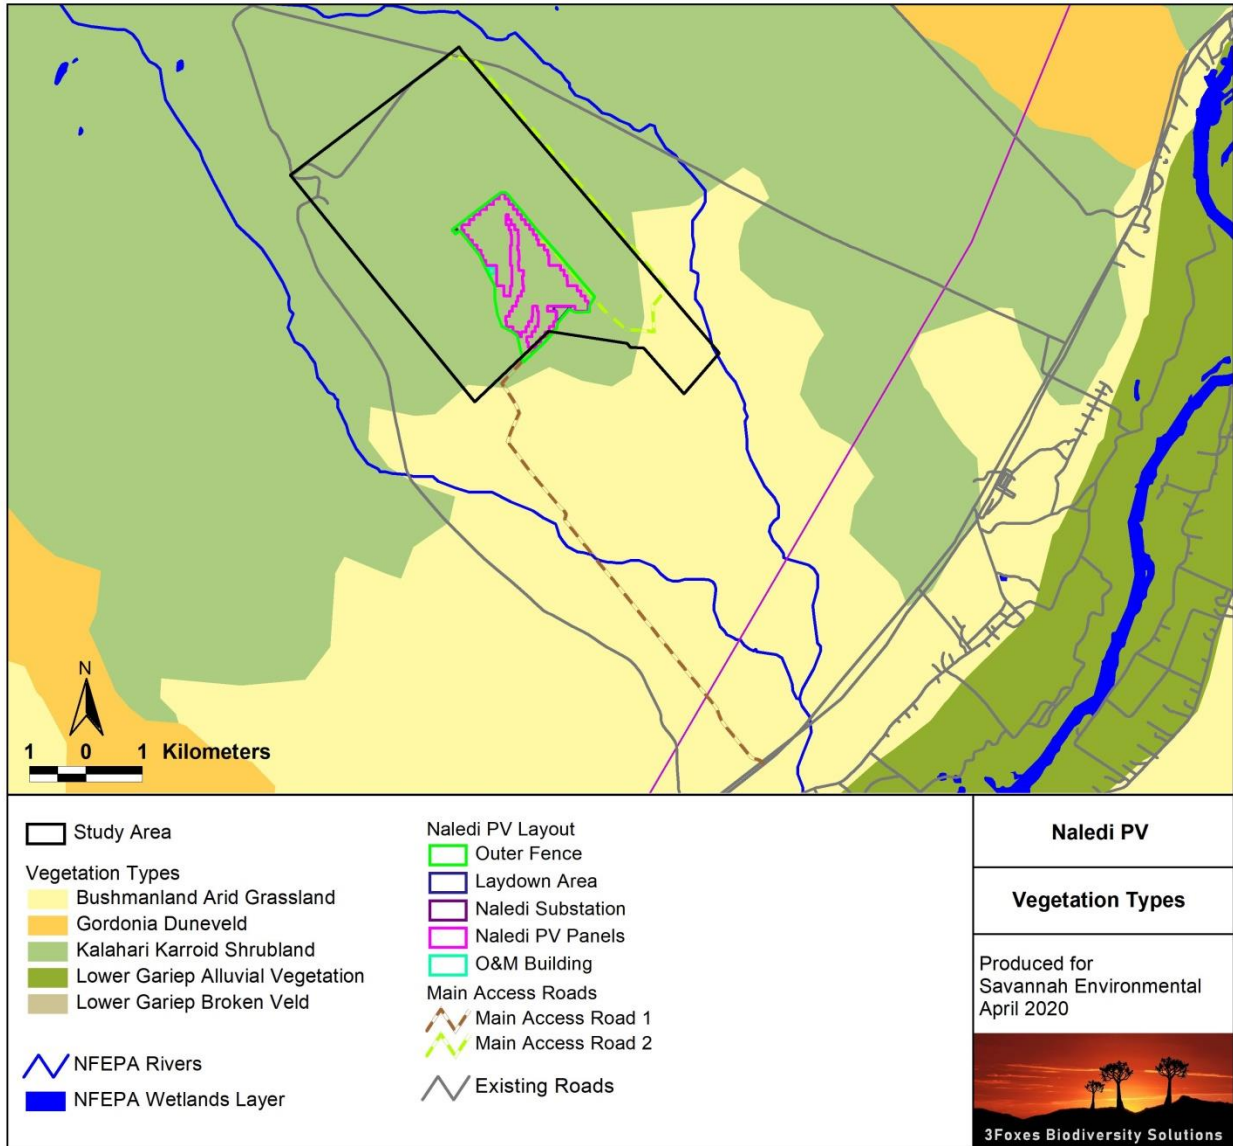 N
1 0 1 Kilometers
Study Area
Vegetation Types
Bushmanland Arid Grassland
Gordonia Duneveld
Kalahari Karroid Shrubland
Lower Gariep Alluvial Vegetation
Lower Gariep Broken Veld
NFEPA Rivers
NFEPA Wetlands Layer
Naledi PV Layout
Outer Fence
Laydown Area
Naledi Substation
Naledi PV Panels
O&M Building
Main Access Roads
Main Access Road 1
Main Access Road 2
Existing Roads
Naledi PV
Vegetation Types
Produced for
Savannah Environmental
April 2020
3Foxes Biodiversity Solutions